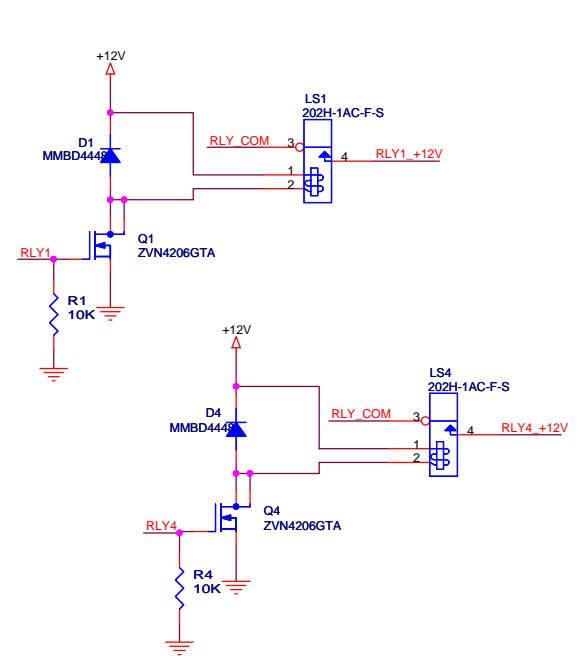 +12V
LS1
202H-1AC-F-S
D1
MMBD4448
RLY_COM
3
4
RLY1_+12V
1
2
Q1
ZVN4206GTA
RLY1
R1
10K
+12V
LS4
202H-1AC-F-S
D4
MMBD4448
RLY_COM
3
4
RLY4_+12V
1
2
Q4
ZVN4206GTA
RLY4
R4
10K